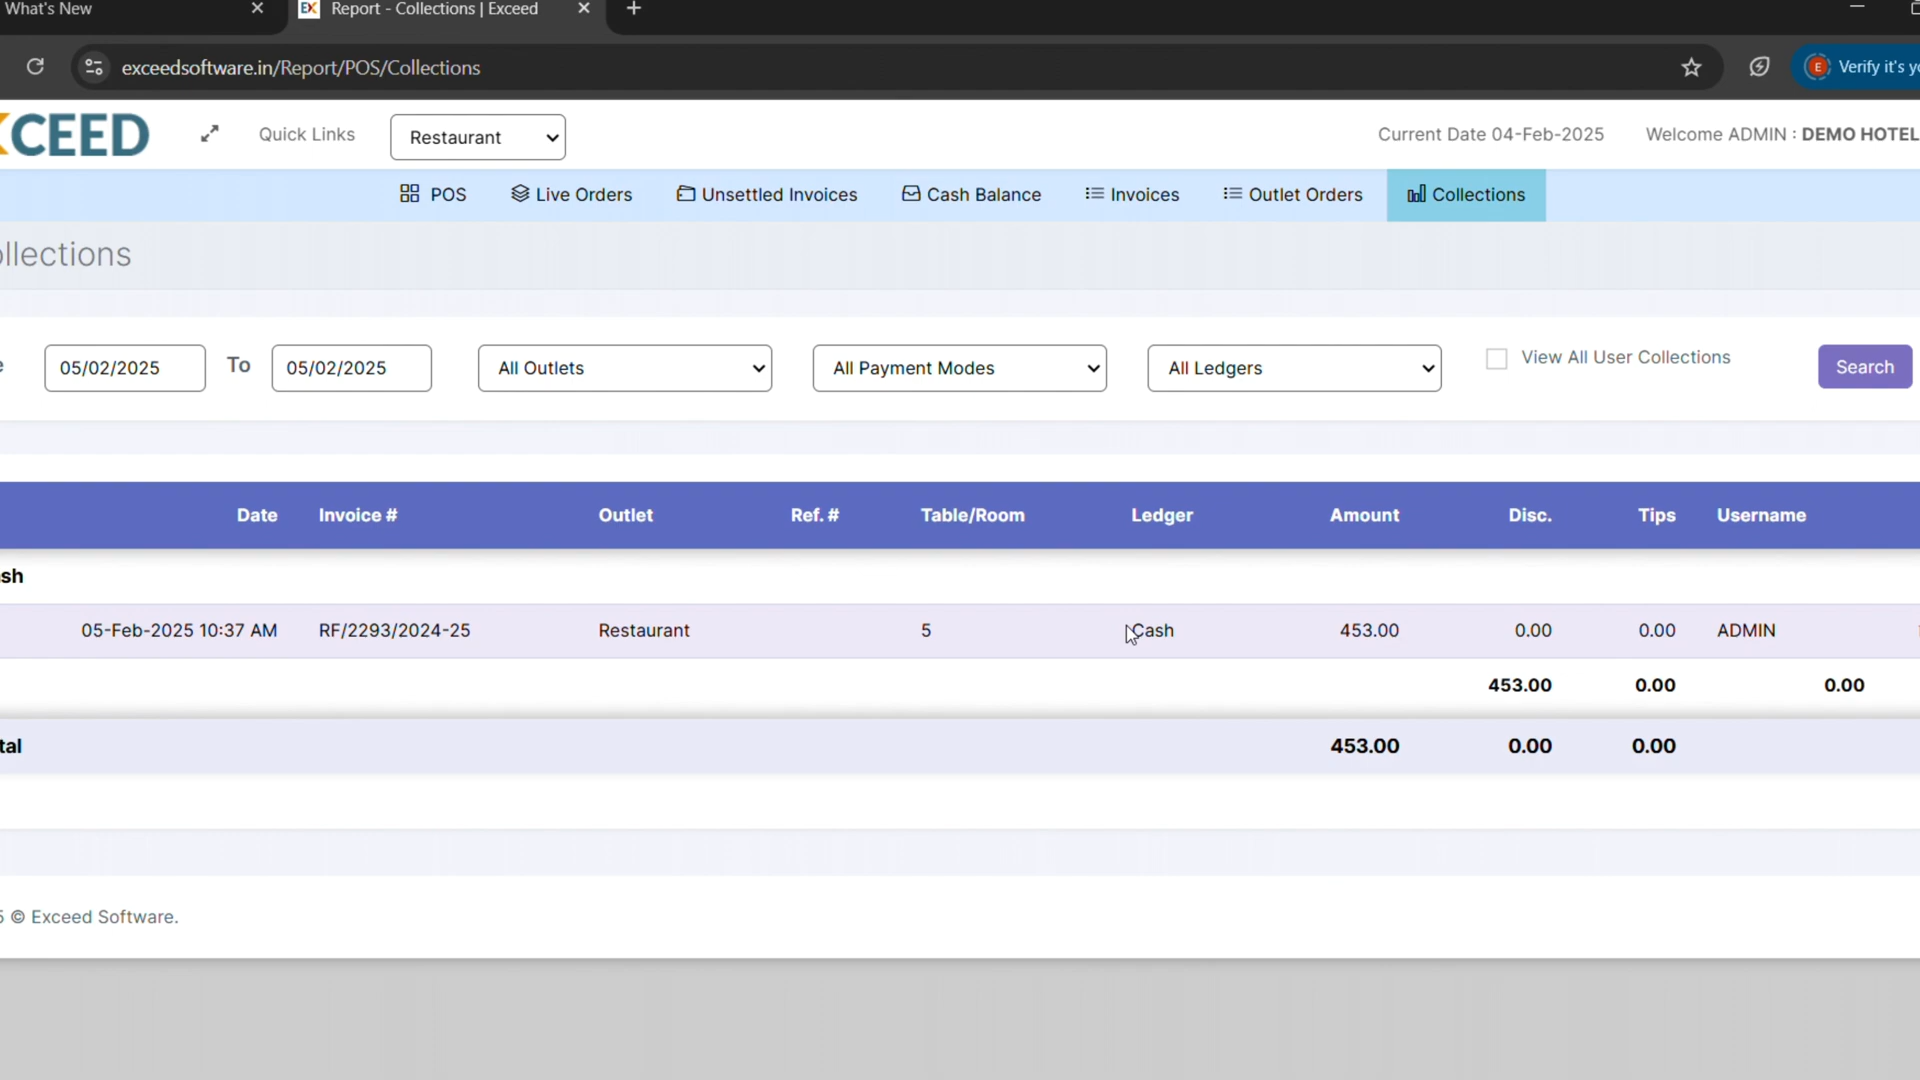 What's New
Report - Collections | Exceed
exceedsoftware.in/Report/POS/Collections
E Verify it's yo
XCEED Quick Links Restaurant Current Date 04-Feb-2025 Welcome ADMIN : DEMO HOTEL
POS Live Orders Unsettled Invoices Cash Balance Invoices Outlet Orders Collections
ollections
e 05/02/2025 To 05/02/2025 All Outlets All Payment Modes All Ledgers View All User Collections Search
Date Invoice # Outlet Ref. # Table/Room Ledger Amount Disc. Tips Username
sh
05-Feb-2025 10:37 AM RF/2293/2024-25 Restaurant 5 Cash 453.00 0.00 0.00 ADMIN
453.00 0.00 0.00
tal 453.00 0.00 0.00
5 © Exceed Software.